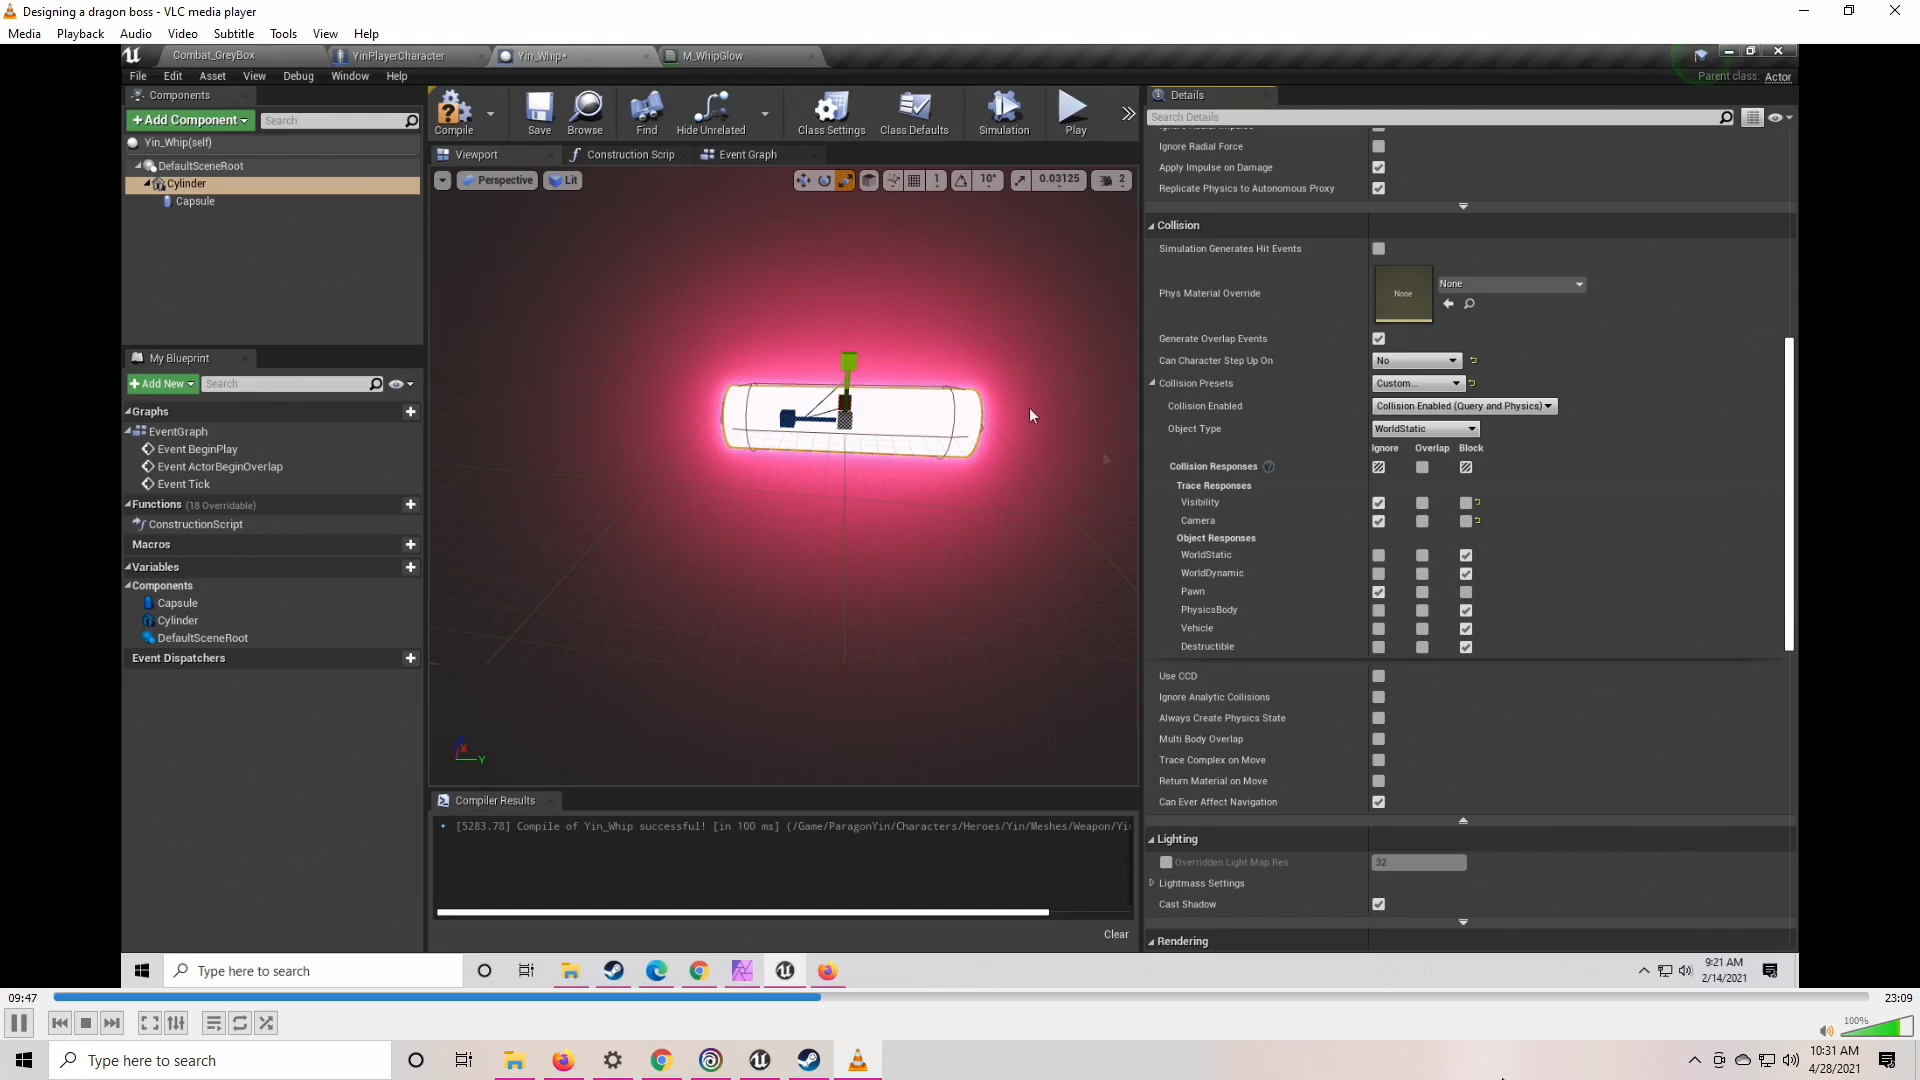 Designing a dragon boss - VLC media player
Media Playback Audio Video Subtitle Tools View Help
Combat_GreyBox YinPlayerCharacter Yin_Whip* M_WhipGlow
File Edit Asset View Debug Window Help
Parent class: Actor
Components
+Add Component Search
Yin_Whip(self)
DefaultSceneRoot
Cylinder
Capsule
My Blueprint
+Add New Search
Graphs
EventGraph
Event BeginPlay
Event ActorBeginOverlap
Event Tick
Functions (18 Overridable)
ConstructionScript
Macros
Variables
Components
Capsule
Cylinder
DefaultSceneRoot
Event Dispatchers
Compile Save Browse Find Hide Unrelated Class Settings Class Defaults Simulation Play
Viewport Construction Scrip Event Graph
Perspective Lit 1 10° 0.03125 2
X Y
Compiler Results
[5283.78] Compile of Yin_Whip successful! [in 100 ms] (/Game/ParagonYin/Characters/Heroes/Yin/Meshes/Weapon/Yi
Clear
Details
Search Details
Ignore Radial Impulse
Ignore Radial Force
Apply Impulse on Damage
Replicate Physics to Autonomous Proxy
Collision
Simulation Generates Hit Events
Phys Material Override None None
Generate Overlap Events
Can Character Step Up On No
Collision Presets Custom...
Collision Enabled Collision Enabled (Query and Physics)
Object Type WorldStatic
Ignore Overlap Block
Collision Responses
Trace Responses
Visibility
Camera
Object Responses
WorldStatic
WorldDynamic
Pawn
PhysicsBody
Vehicle
Destructible
Use CCD
Ignore Analytic Collisions
Always Create Physics State
Multi Body Overlap
Trace Complex on Move
Return Material on Move
Can Ever Affect Navigation
Lighting
Overridden Light Map Res 32
Lightmass Settings
Cast Shadow
Rendering
Type here to search
9:21 AM
2/14/2021
09:47 23:09
100%
Type here to search
10:31 AM
4/28/2021